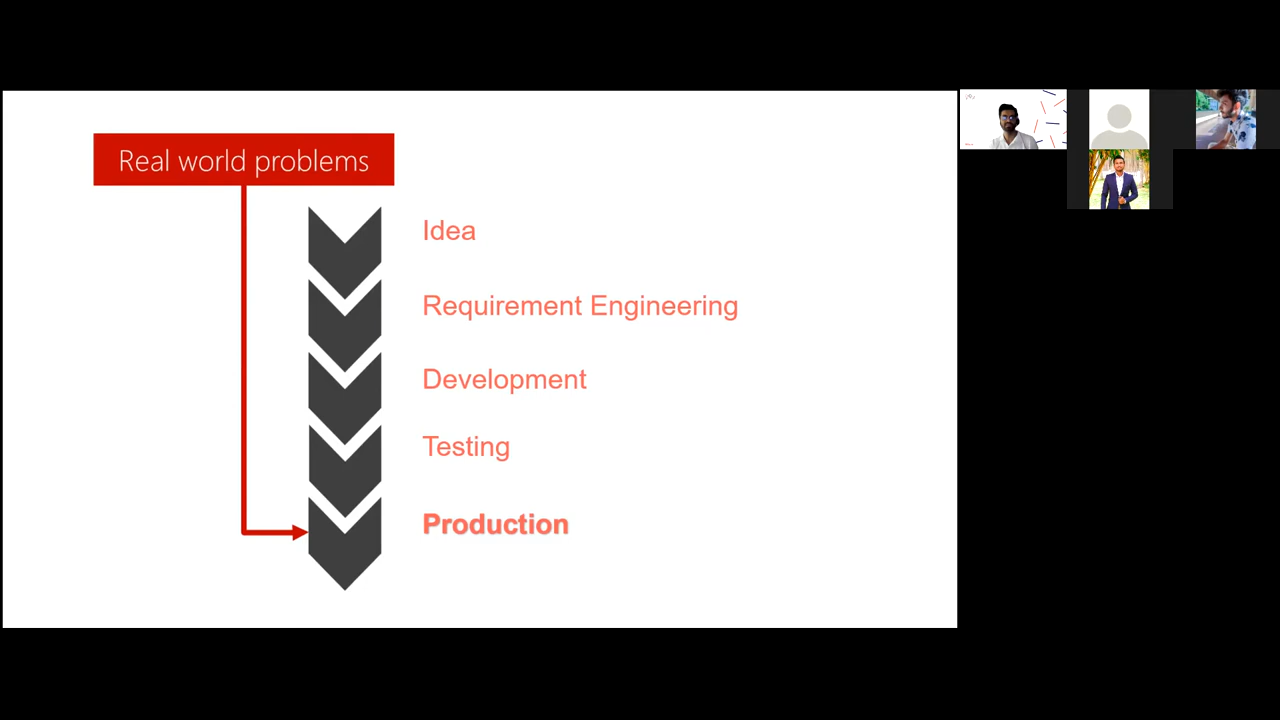 Real world problems
Idea
Requirement Engineering
Development
Testing
Production